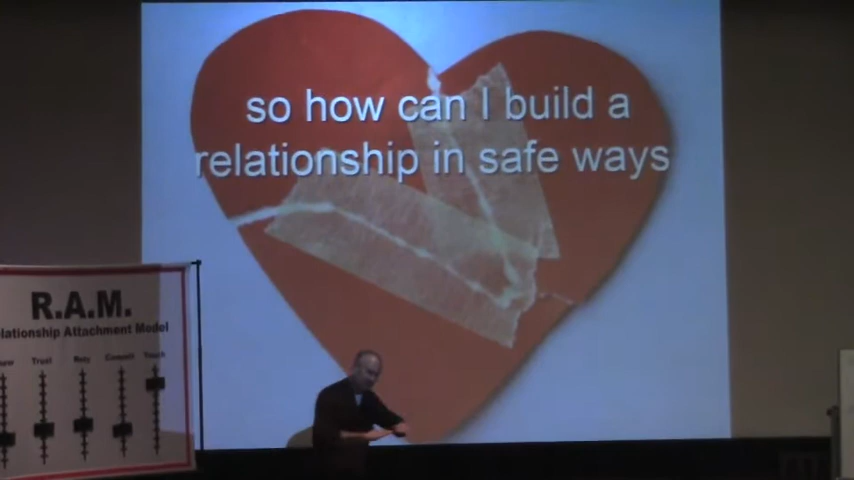 so how can I build a
relationship in safe ways
R.A.M.
elationship Attachment Model
Trust Rely Commit Touch